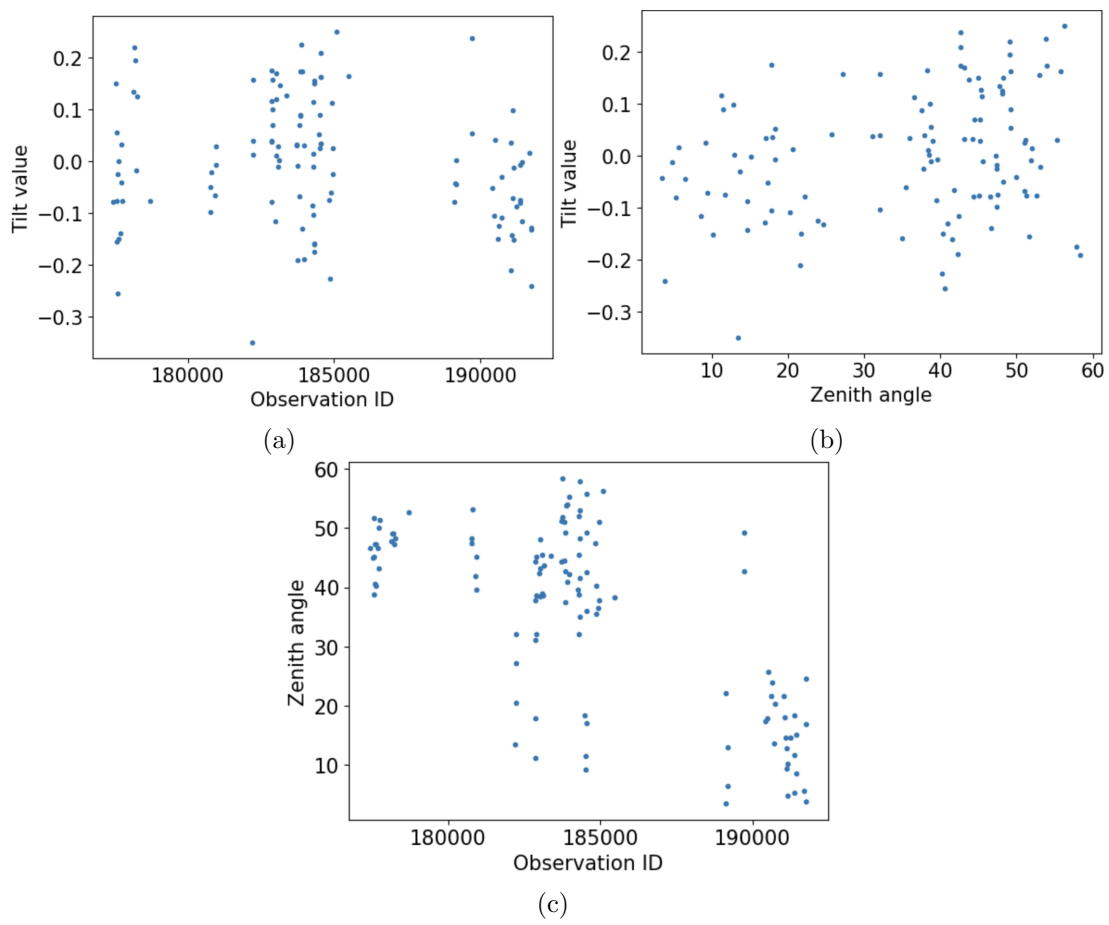 Tilt value
0.2
0.1
0.0
−0.1
−0.2
−0.3
180000 185000 190000
Observation ID
(a)
Tilt value
0.2
0.1
0.0
−0.1
−0.2
−0.3
10 20 30 40 50 60
Zenith angle
(b)
Zenith angle
60
50
40
30
20
10
180000 185000 190000
Observation ID
(c)